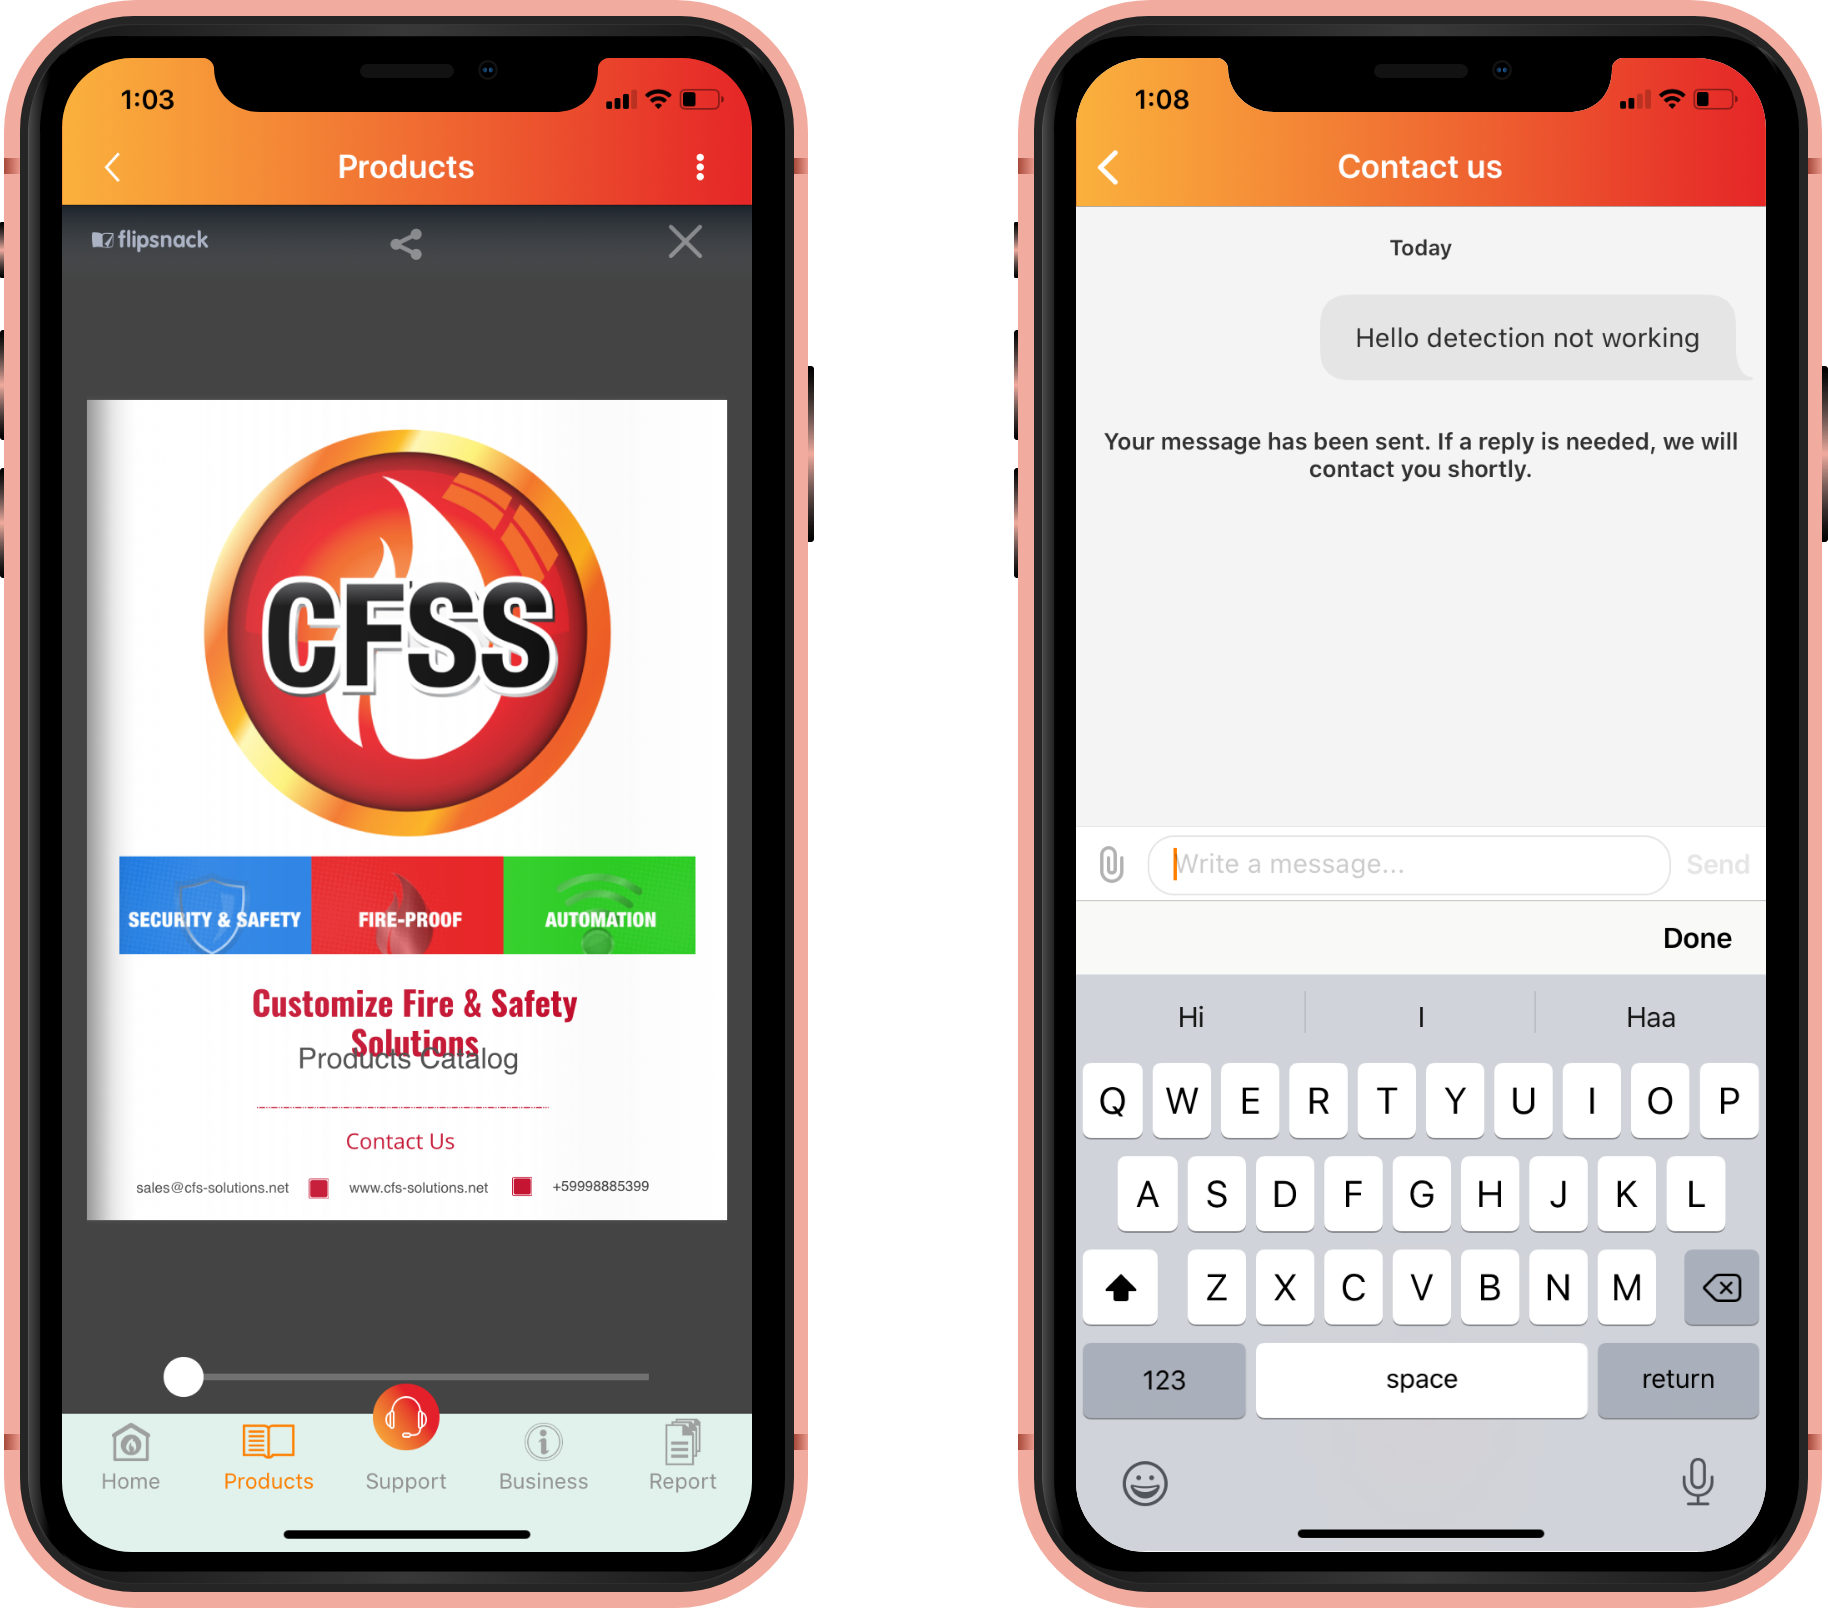 1:03
Products
flipsnack
CFSS
SECURITY & SAFETY
FIRE-PROOF
AUTOMATION
Customize Fire & Safety
Solutions
Products Catalog
Contact Us
sales@cfs-solutions.net
www.cfs-solutions.net
+59998885399
Home
Products
Support
Business
Report
1:08
Contact us
Today
Hello detection not working
Your message has been sent. If a reply is needed, we will
contact you shortly.
Write a message...
Send
Done
Hi
I
Haa
Q W E R T Y U I O P
A S D F G H J K L
Z X C V B N M
123
space
return